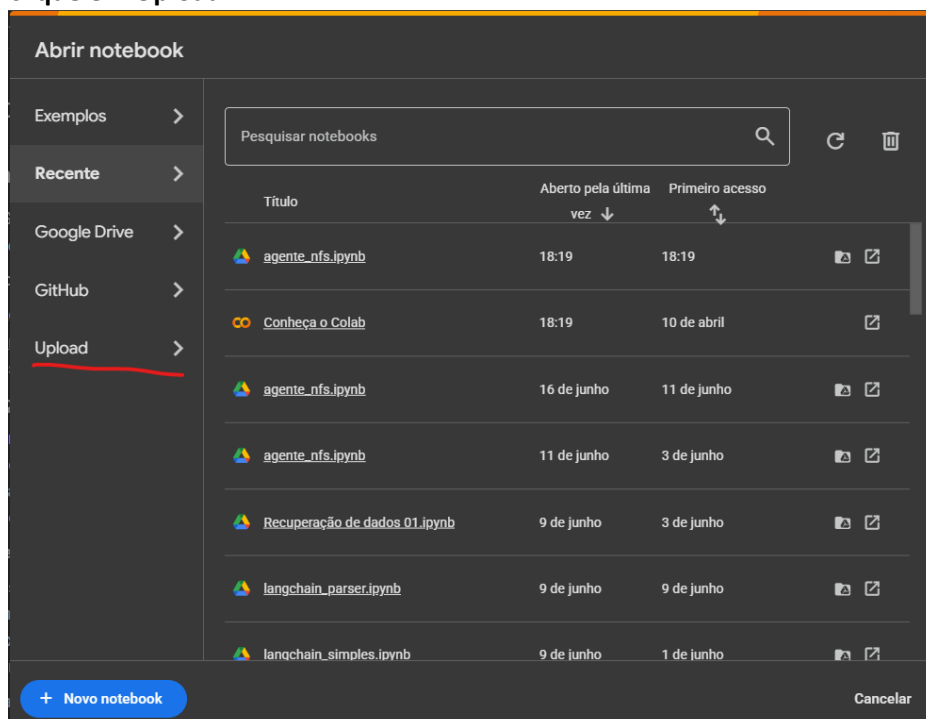 Abrir notebook
Exemplos
Recente
Google Drive
GitHub
Upload
Pesquisar notebooks
Título
Aberto pela última
vez
Primeiro acesso
agente_nfs.ipynb 18:19 18:19
Conheça o Colab 18:19 10 de abril
agente_nfs.ipynb 16 de junho 11 de junho
agente_nfs.ipynb 11 de junho 3 de junho
Recuperação de dados 01.ipynb 9 de junho 3 de junho
langchain_parser.ipynb 9 de junho 9 de junho
langchain_simples.ipynb 9 de junho 1 de junho
+ Novo notebook
Cancelar